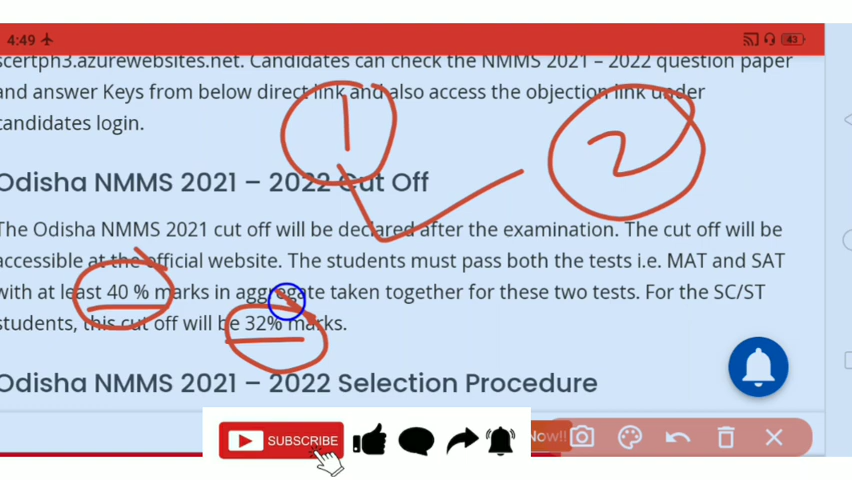 4:49
43
scertph3.azurewebsites.net. Candidates can check the NMMS 2021 – 2022 question paper
and answer Keys from below direct link and also access the objection link under
candidates login.
1
2
Odisha NMMS 2021 – 2022 Cut Off
The Odisha NMMS 2021 cut off will be declared after the examination. The cut off will be
accessible at the official website. The students must pass both the tests i.e. MAT and SAT
with at least 40 % marks in aggregate taken together for these two tests. For the SC/ST
students, this cut off will be 32% marks.
Odisha NMMS 2021 – 2022 Selection Procedure
SUBSCRIBE
Now!!